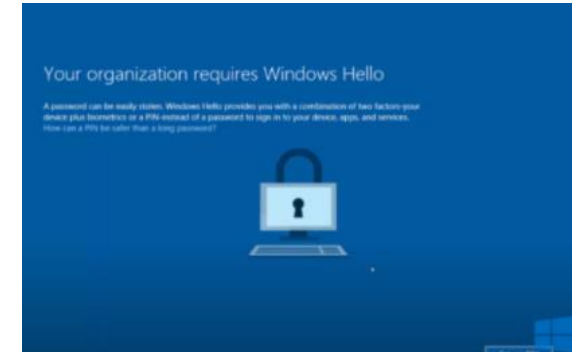 Your organization requires Windows Hello
A password can be easily stolen. Windows Hello provides you with a combination of two factors-your
device plus biometrics or a PIN-instead of a password to sign in to your device, apps, and services.
How can a PIN be safer than a long password?